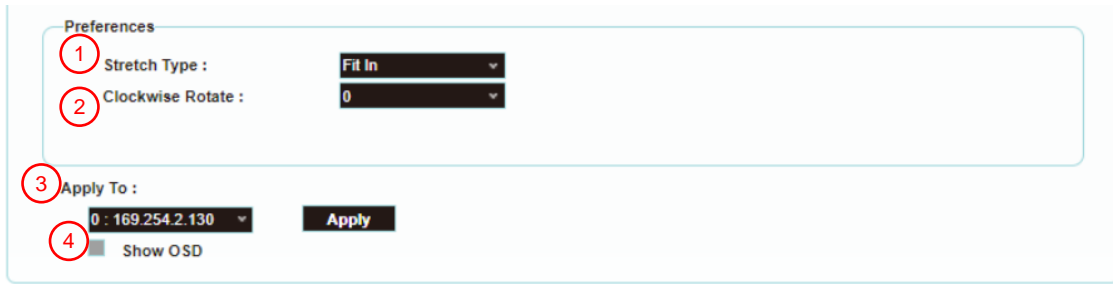 Preferences
1 Stretch Type : Fit In
2 Clockwise Rotate : 0
3 Apply To :
0 : 169.254.2.130 Apply
4 Show OSD